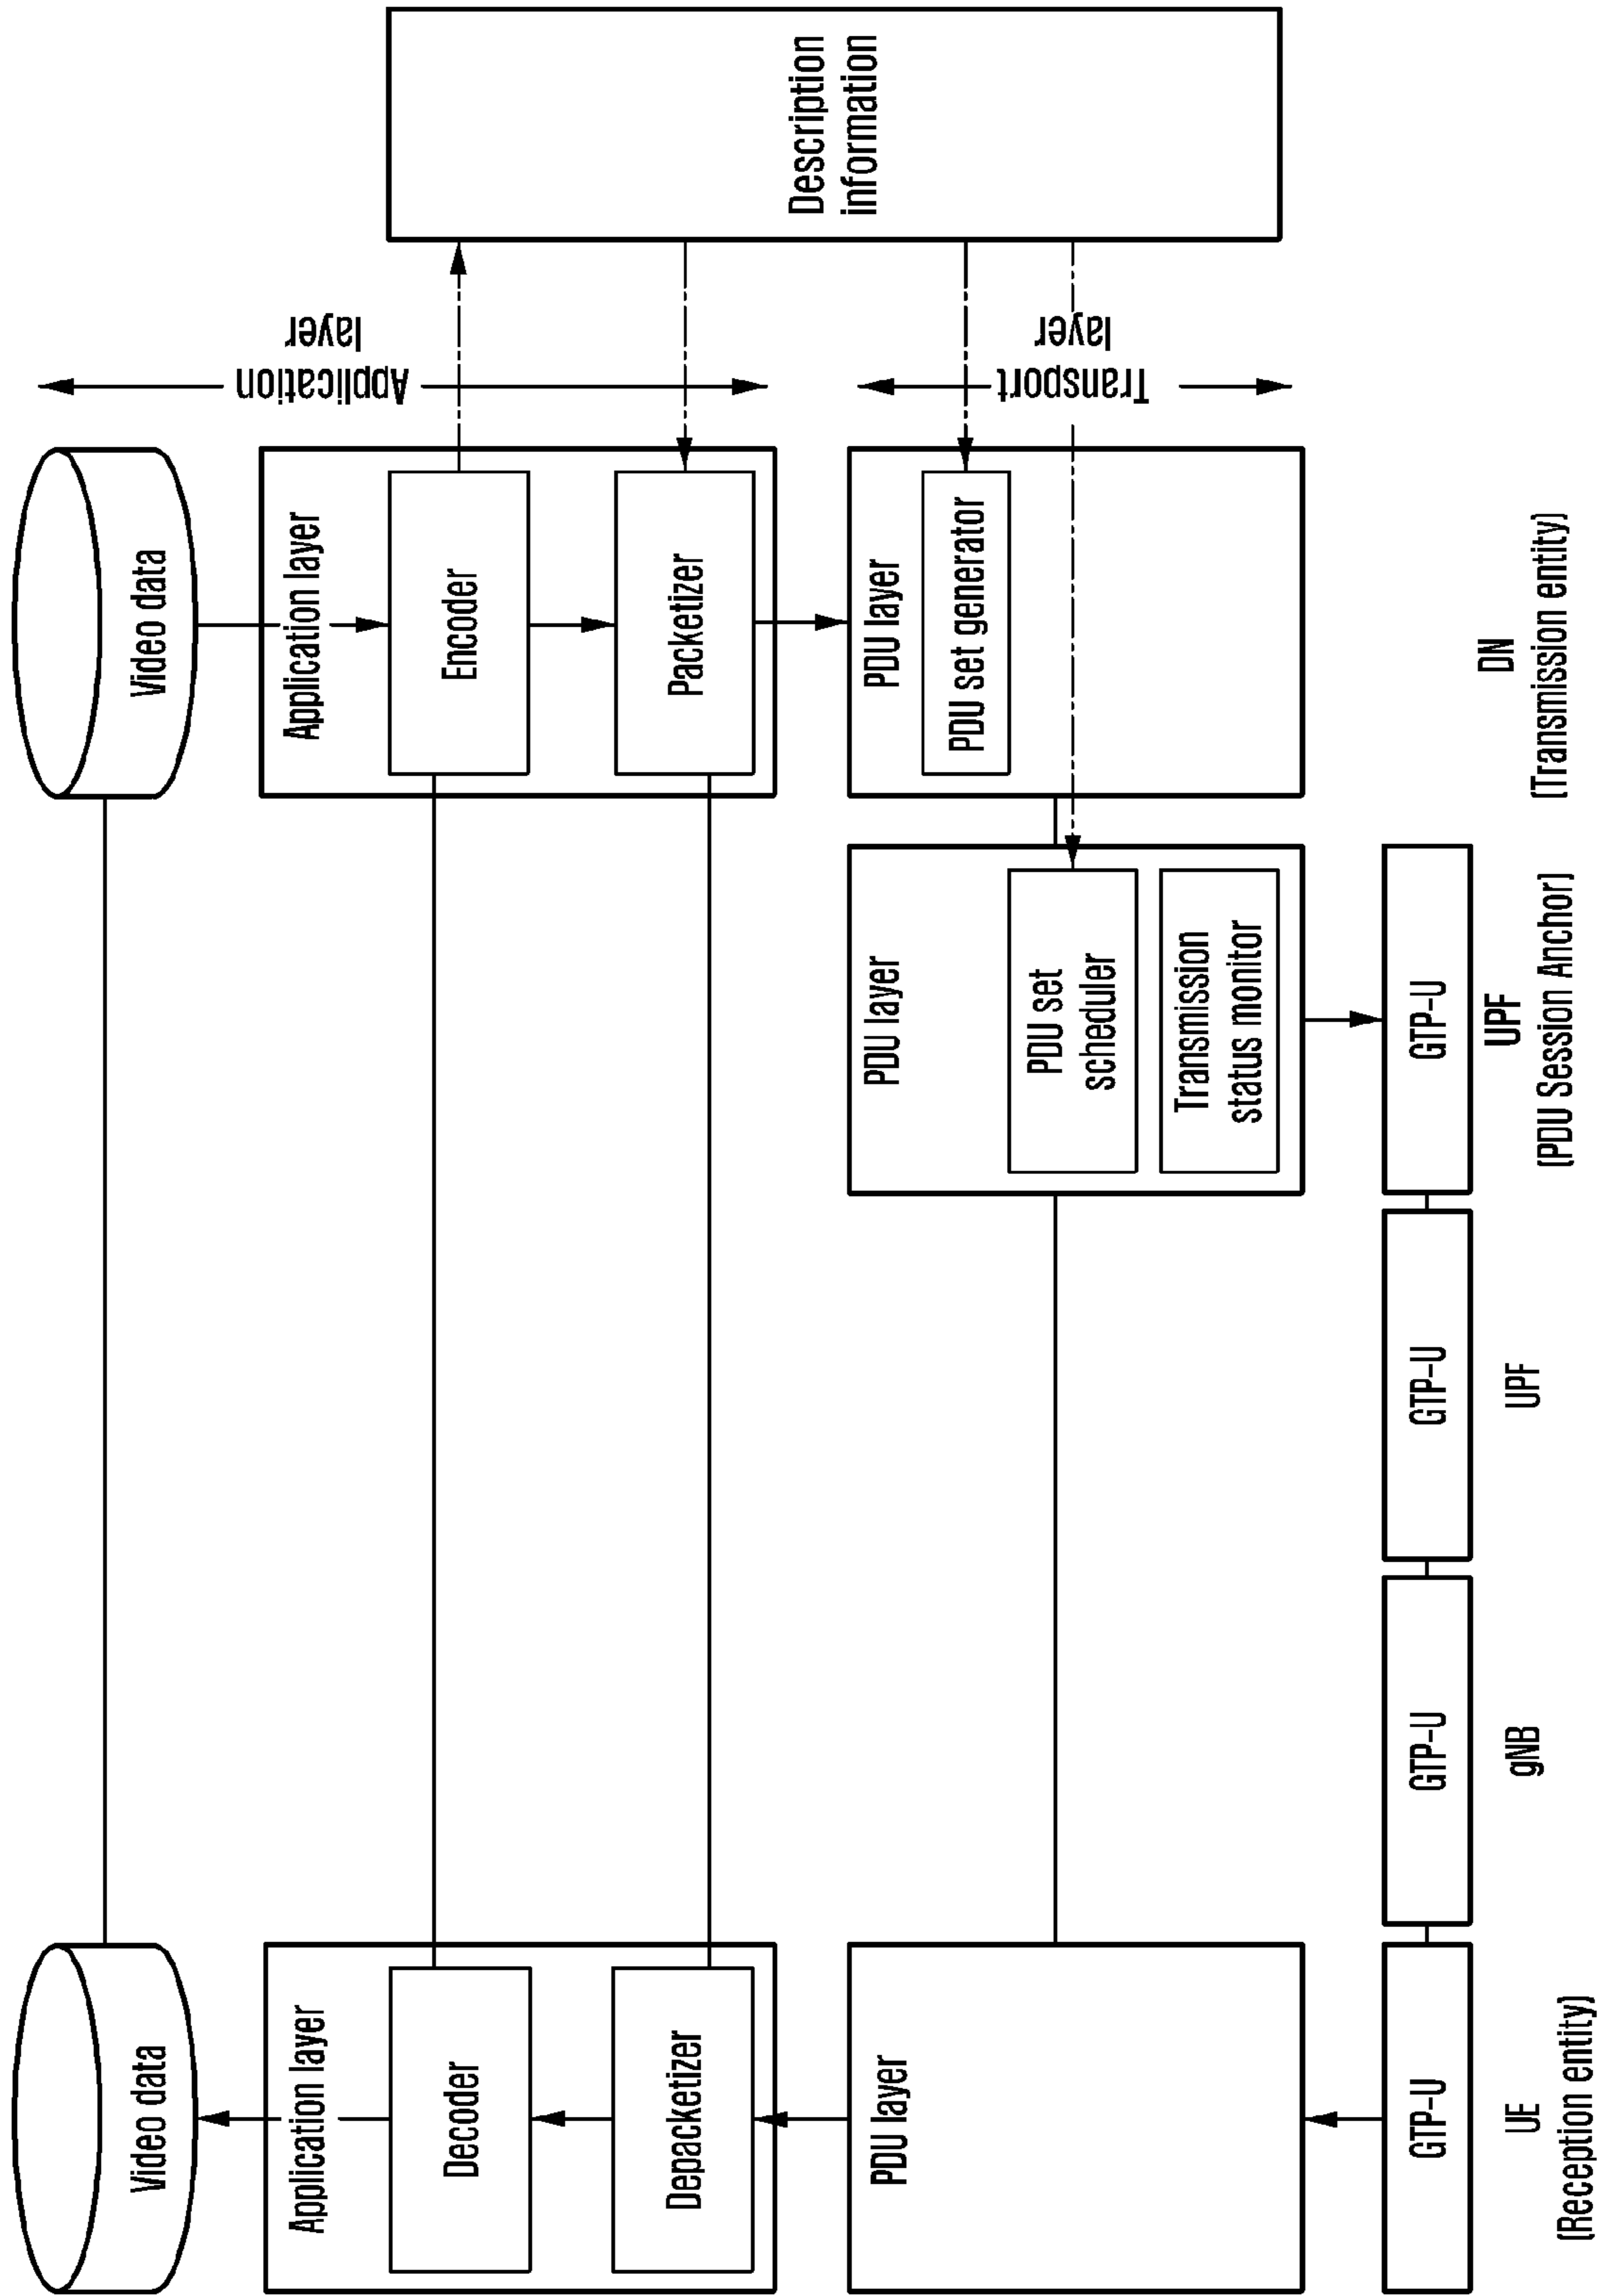 Video data
Video data
Application layer
Decoder
Depacketizer
Application layer
Encoder
Packetizer
Application
layer
Description
information
PDU layer
PDU layer
PDU set
scheduler
Transmission
status monitor
PDU layer
PDU set generator
Transport
layer
GTP-U
GTP-U
GTP-U
GTP-U
UE
(Reception entity)
gNB
UPF
UPF
(PDU Session Anchor)
DN
(Transmission entity)